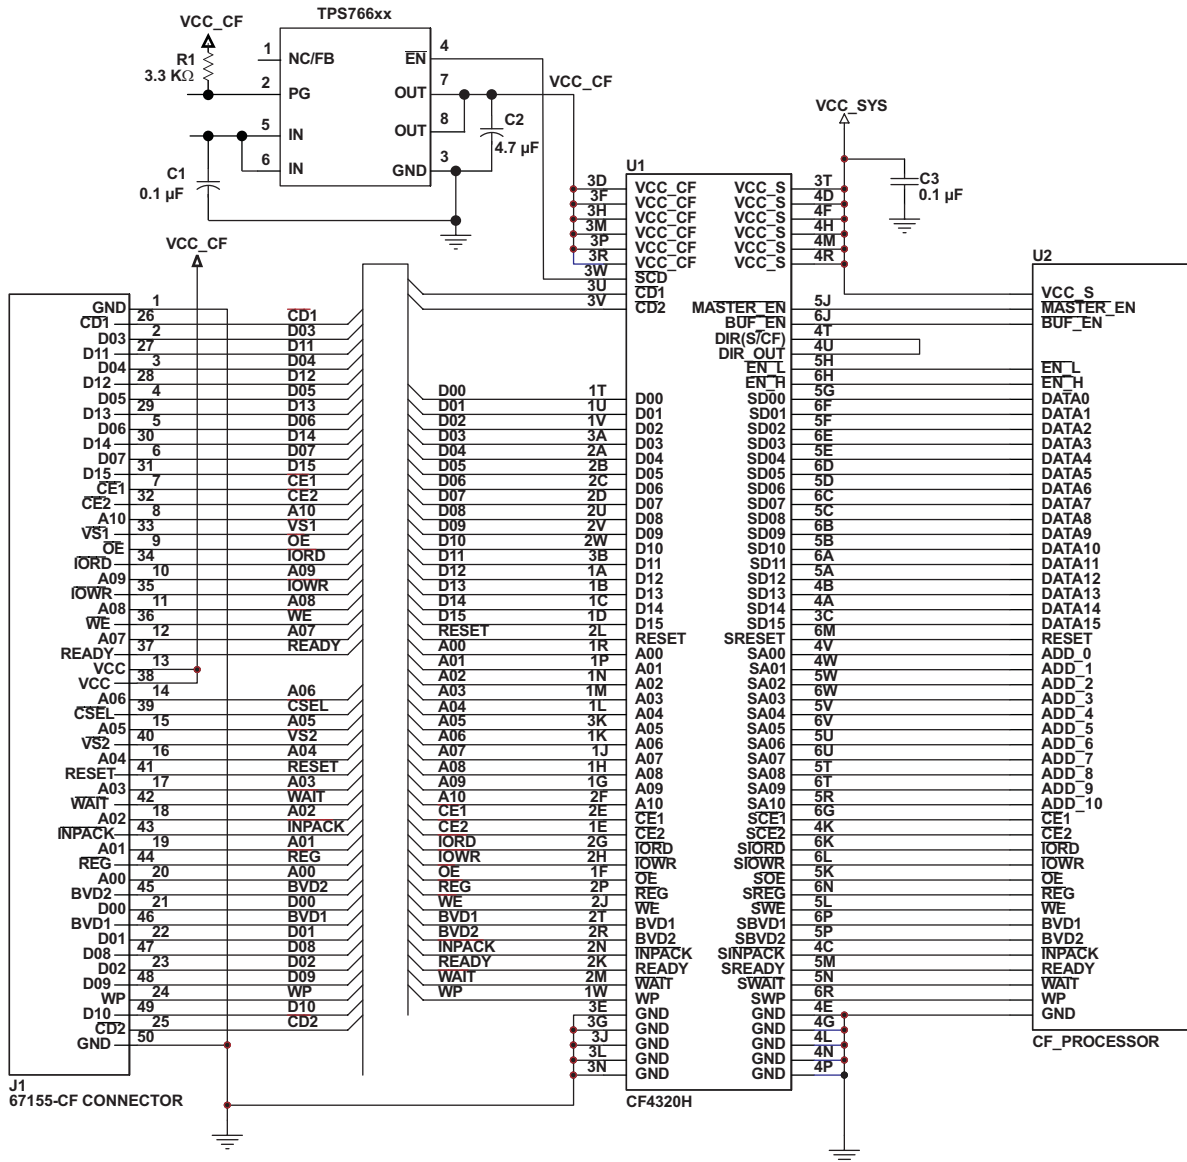 TPS766xx
VCC_CF
R1
3.3 KΩ
1 NC/FB
2 PG
5 IN
6 IN
EN 4
OUT 7
OUT 8
GND 3
C1
0.1 µF
C2
4.7 µF
VCC_CF
VCC_SYS
C3
0.1 µF
VCC_CF
GND 1
CD1 26 CD1
D03 2 D03
D11 27 D11
D04 3 D04
D12 28 D12
D05 4 D05
D13 29 D13
D06 5 D06
D14 30 D14
D07 6 D07
D15 31 D15
CE1 7 CE1
CE2 32 CE2
A10 8 A10
VS1 33 VS1
OE 9 OE
IORD 34 IORD
A09 10 A09
IOWR 35 IOWR
A08 11 A08
WE 36 WE
A07 12 A07
READY 37 READY
VCC 13
VCC 38
A06 14 A06
CSEL 39 CSEL
A05 15 A05
VS2 40 VS2
A04 16 A04
RESET 41 RESET
A03 17 A03
WAIT 42 WAIT
A02 18 A02
INPACK 43 INPACK
A01 19 A01
REG 44 REG
A00 20 A00
BVD2 45 BVD2
D00 21 D00
BVD1 46 BVD1
D01 22 D01
D08 47 D08
D02 23 D02
D09 48 D09
WP 24 WP
D10 49 D10
CD2 25 CD2
GND 50
J1
67155-CF CONNECTOR
U1
3D VCC_CF VCC_S 3T
3F VCC_CF VCC_S 4D
3H VCC_CF VCC_S 4F
3M VCC_CF VCC_S 4H
3P VCC_CF VCC_S 4M
3R VCC_CF VCC_S 4R
3W SCD
3U CD1
3V CD2 MASTER_EN 5J
BUF_EN 6J
DIR(S/CF) 4T
DIR_OUT 4U
EN_L 5H
EN_H 6H
D00 1T D00 SD00 5G
D01 1U D01 SD01 6F
D02 1V D02 SD02 5F
D03 3A D03 SD03 6E
D04 2A D04 SD04 5E
D05 2B D05 SD05 6D
D06 2C D06 SD06 5D
D07 2D D07 SD07 6C
D08 2U D08 SD08 5C
D09 2V D09 SD09 6B
D10 2W D10 SD10 5B
D11 3B D11 SD11 6A
D12 1A D12 SD12 5A
D13 1B D13 SD13 4B
D14 1C D14 SD14 4A
D15 1D D15 SD15 3C
RESET 2L RESET SRESET 6M
A00 1R A00 SA00 4V
A01 1P A01 SA01 4W
A02 1N A02 SA02 5W
A03 1M A03 SA03 6W
A04 1L A04 SA04 5V
A05 3K A05 SA05 6V
A06 1K A06 SA06 5U
A07 1J A07 SA07 6U
A08 1H A08 SA08 5T
A09 1G A09 SA09 6T
A10 2F A10 SA10 5R
CE1 2E CE1 SCE1 6G
CE2 1E CE2 SCE2 4K
IORD 2G IORD SIORD 6K
IOWR 2H IOWR SIOWR 6L
OE 1F OE SOE 5K
REG 2P REG SREG 6N
WE 2J WE SWE 5L
BVD1 2T BVD1 SBVD1 6P
BVD2 2R BVD2 SBVD2 5P
INPACK 2N INPACK SINPACK 4C
READY 2K READY SREADY 5M
WAIT 2M WAIT SWAIT 5N
WP 1W WP SWP 6R
3E GND GND 4E
3G GND GND 4G
3J GND GND 4L
3L GND GND 4N
3N GND GND 4P
CF4320H
U2
VCC_S
MASTER_EN
BUF_EN
EN_L
EN_H
DATA0
DATA1
DATA2
DATA3
DATA4
DATA5
DATA6
DATA7
DATA8
DATA9
DATA10
DATA11
DATA12
DATA13
DATA14
DATA15
RESET
ADD_0
ADD_1
ADD_2
ADD_3
ADD_4
ADD_5
ADD_6
ADD_7
ADD_8
ADD_9
ADD_10
CE1
CE2
IORD
IOWR
OE
REG
WE
BVD1
BVD2
INPACK
READY
WAIT
WP
GND
CF_PROCESSOR